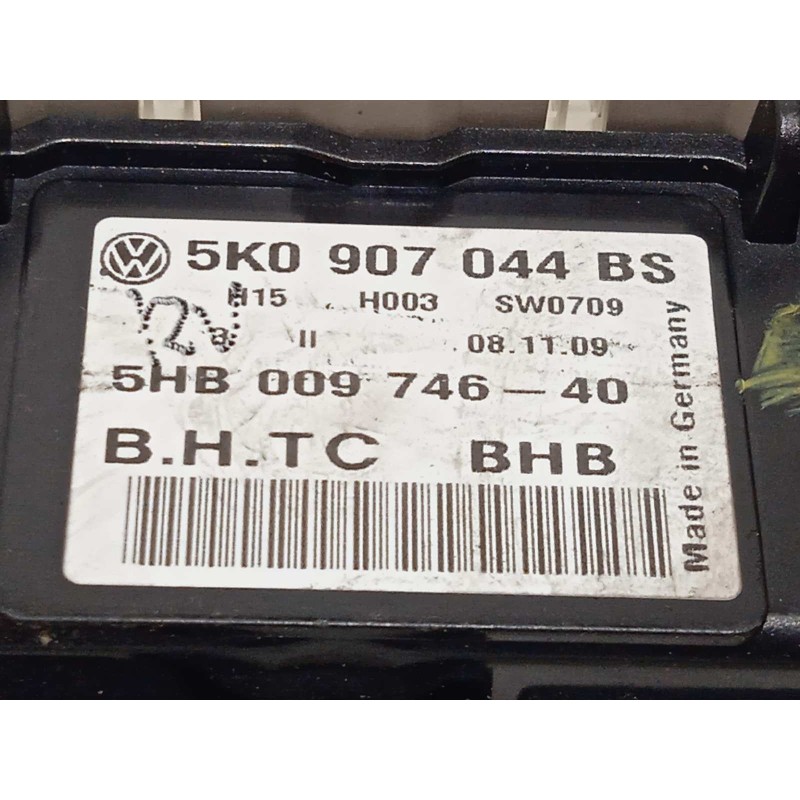 5K0 907 044 BS
H15 H003 SW0709
II 08.11.09
5HB 009 746-40
B.H.TC BHB
Made in Germany